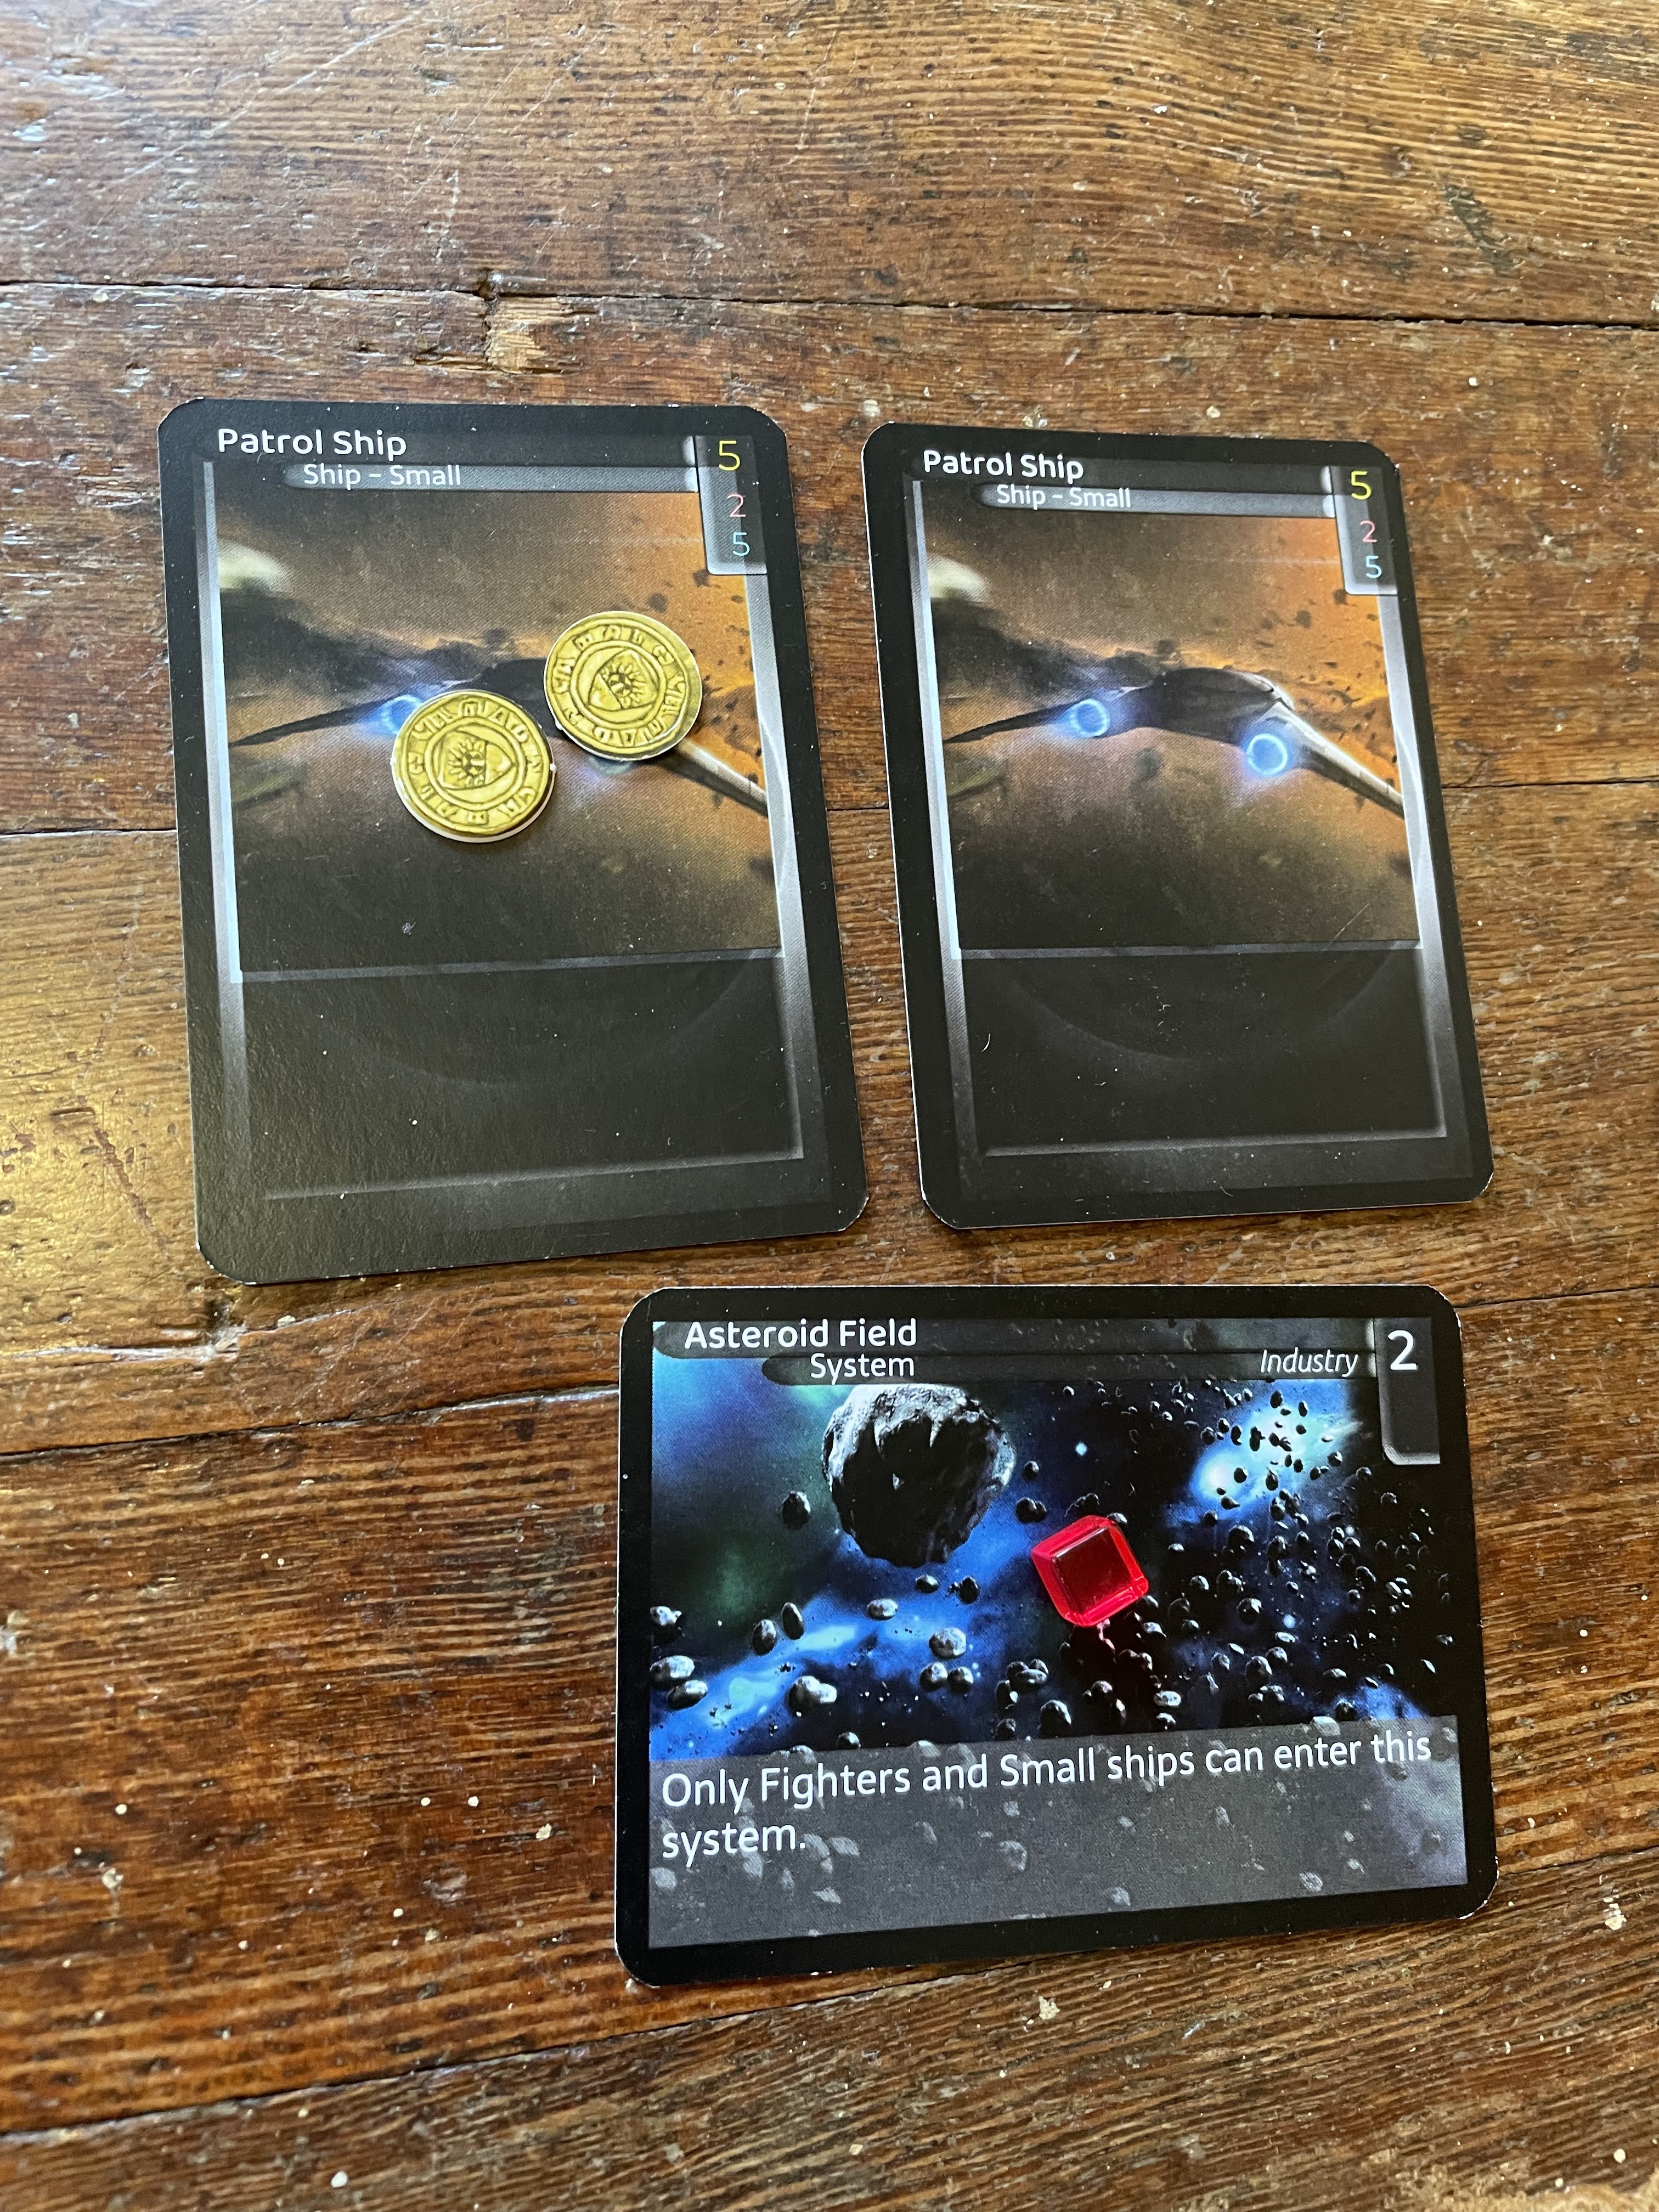 Patrol Ship
5
Ship – Small
2
5
Patrol Ship
5
Ship – Small
2
5
Asteroid Field
2
System
Industry
Only Fighters and Small ships can enter this
system.